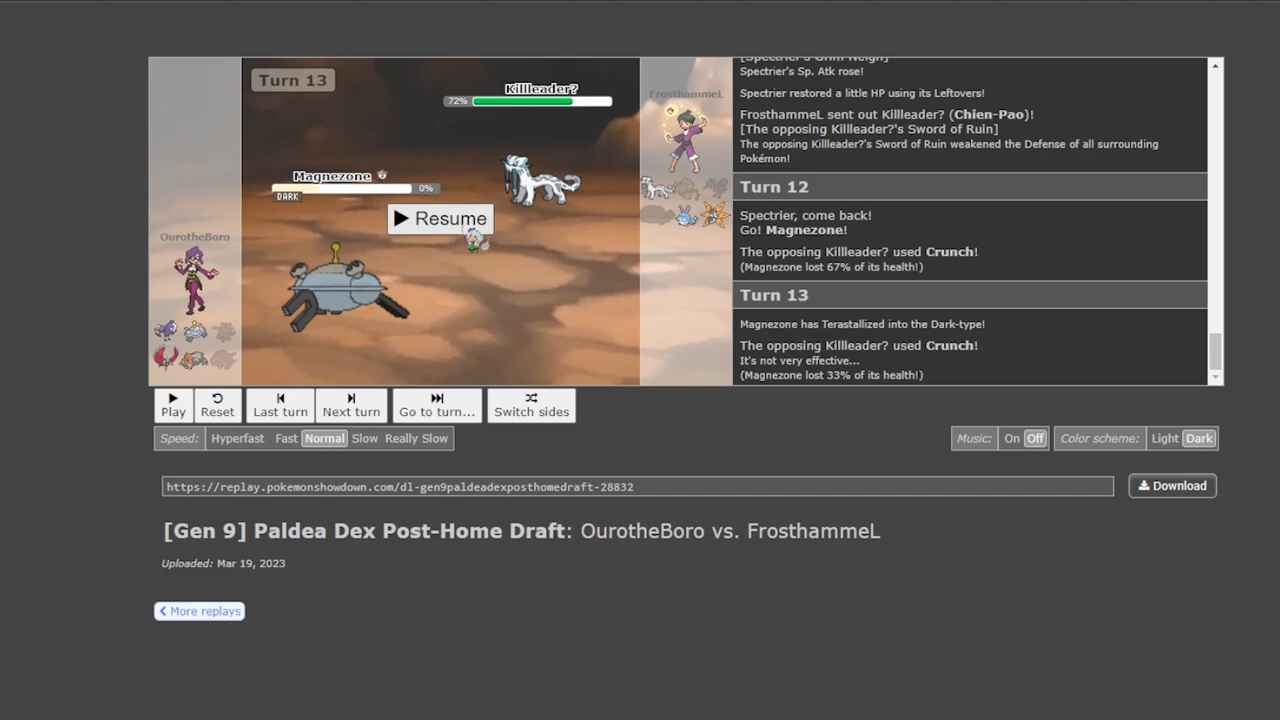 Turn 13
Killleader?
72%
Magnezone
0%
DARK
Resume
OurotheBoro
FrosthammeL
[Spectrier's Grim Neigh]
Spectrier's Sp. Atk rose!
Spectrier restored a little HP using its Leftovers!
FrosthammeL sent out Killleader? (Chien-Pao)!
[The opposing Killleader?'s Sword of Ruin]
The opposing Killleader?'s Sword of Ruin weakened the Defense of all surrounding
Pokémon!
Turn 12
Spectrier, come back!
Go! Magnezone!
The opposing Killleader? used Crunch!
(Magnezone lost 67% of its health!)
Turn 13
Magnezone has Terastallized into the Dark-type!
The opposing Killleader? used Crunch!
It's not very effective...
(Magnezone lost 33% of its health!)
Play Reset Last turn Next turn Go to turn... Switch sides
Speed: Hyperfast Fast Normal Slow Really Slow
Music: On Off Color scheme: Light Dark
https://replay.pokemonshowdown.com/dl-gen9paldeadexposthomedraft-28832
Download
[Gen 9] Paldea Dex Post-Home Draft: OurotheBoro vs. FrosthammeL
Uploaded: Mar 19, 2023
More replays